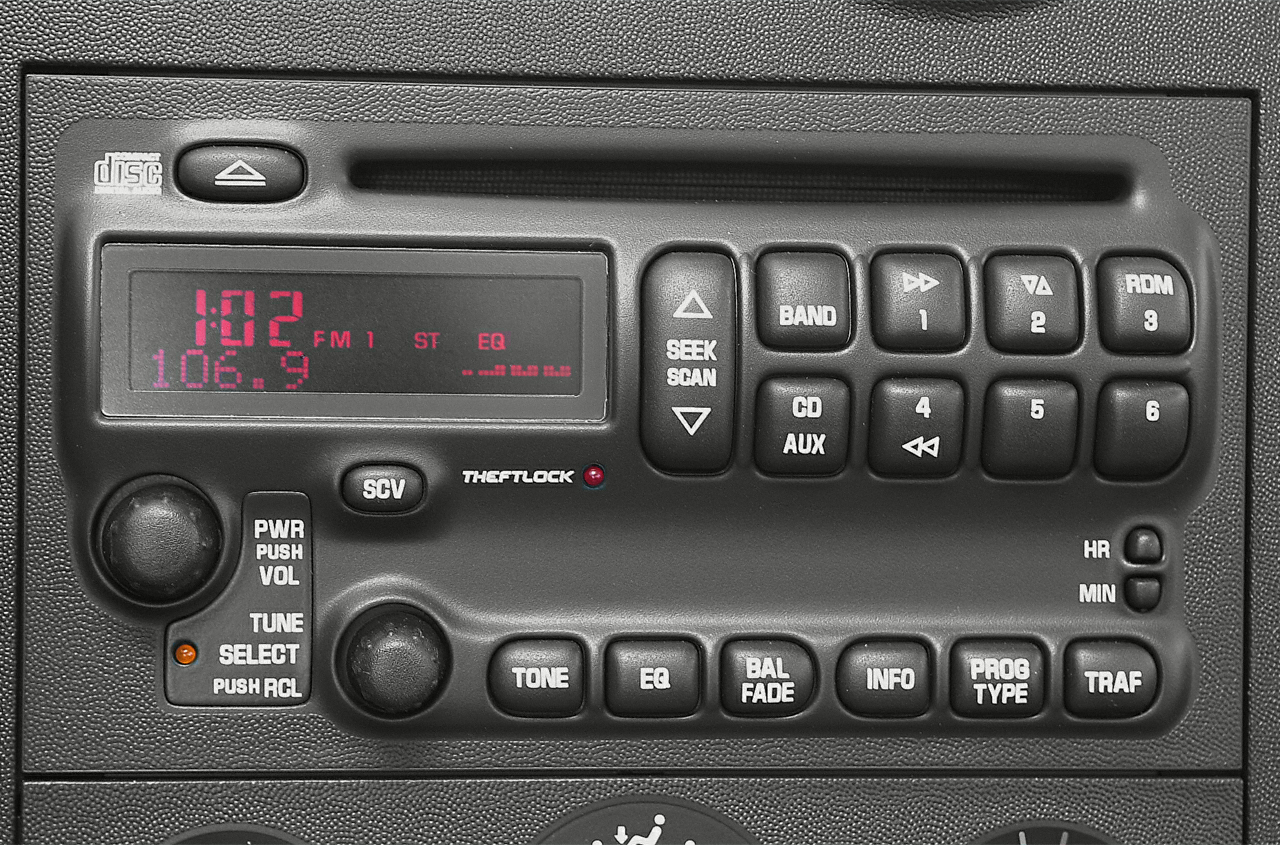 COMPACT
disc
1:02
FM 1 ST EQ
106.9
SEEK
SCAN
BAND
1
2
RDM
3
CD
AUX
4
5
6
SCV
THEFTLOCK
PWR
PUSH
VOL
TUNE
SELECT
PUSH RCL
HR
MIN
TONE
EQ
BAL
FADE
INFO
PROG
TYPE
TRAF